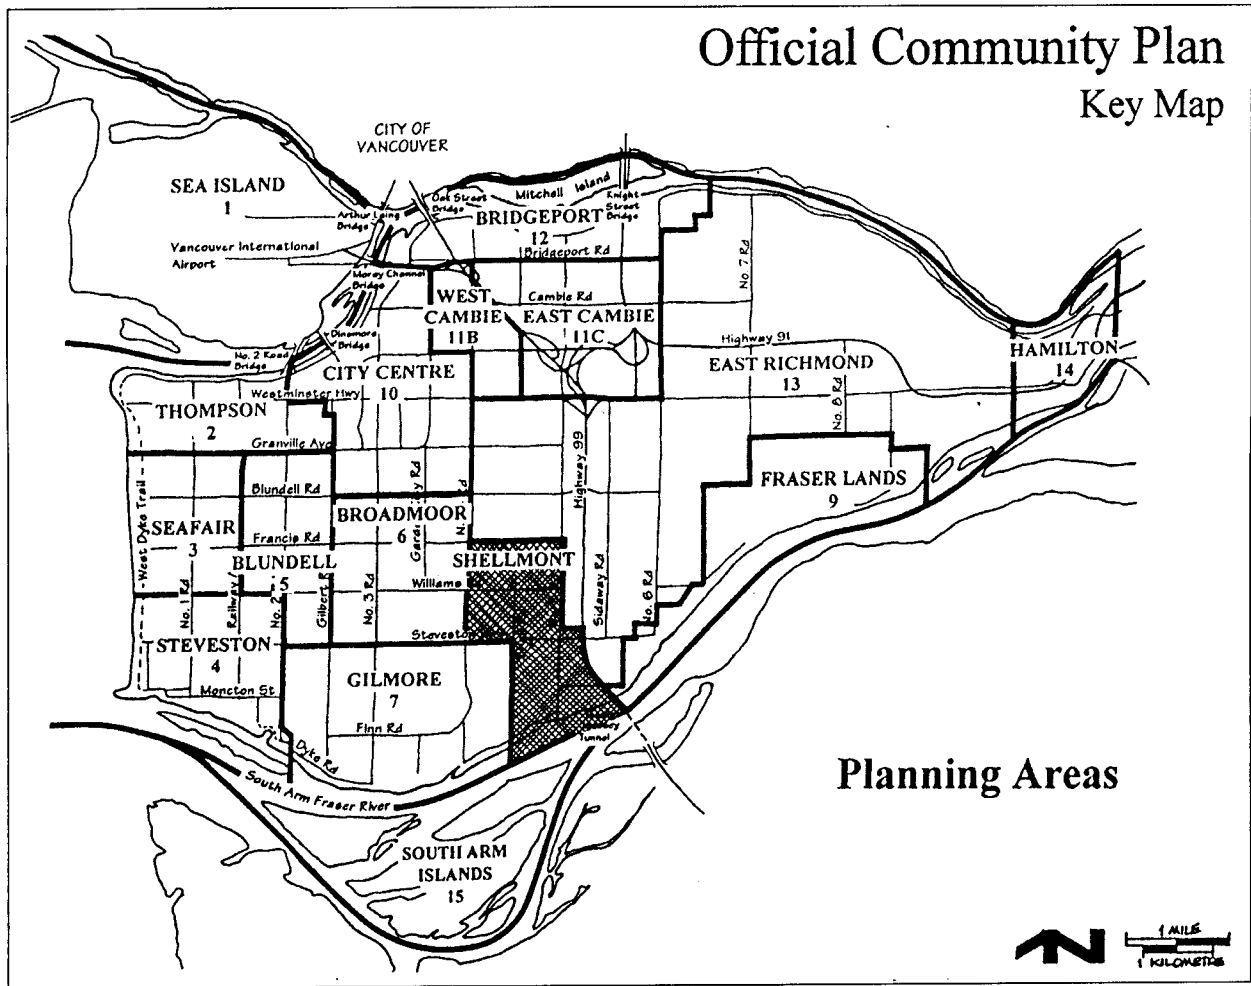 Official Community Plan
Key Map
CITY OF
VANCOUVER
SEA ISLAND
1
Arthur Laing
Bridge
Oak Street
Bridge
Mitchell Island
Knight
Street
Bridge
BRIDGEPORT
12
Bridgeport Rd
Vancouver International
Airport
Moray Channel
Bridge
No. 7 Rd
WEST
CAMBIE
11B
Cambie Rd
EAST CAMBIE
11C
Dinsmore
Bridge
No. 2 Road
Bridge
Highway 91
HAMILTON
14
EAST RICHMOND
13
CITY CENTRE
10
Westminster Hwy
No. 8 Rd
THOMPSON
2
Granville Ave
Highway 99
West Dyke Trail
Blundell Rd
FRASER LANDS
9
BROADMOOR
6
SEAFAIR
3
Francis Rd
BLUNDELL
5
SHELLMONT
Williams
No. 1 Rd
Railway
No. 2
Gilbert R
No. 3 Rd
Sidaway Rd
No. 6 Rd
Steveston
STEVESTON
4
Moncton St
GILMORE
7
Finn Rd
Dyke Rd
Tunnel
South Arm Fraser River
Planning Areas
SOUTH ARM
ISLANDS
15
N
1 MILE
1 KILOMETRE